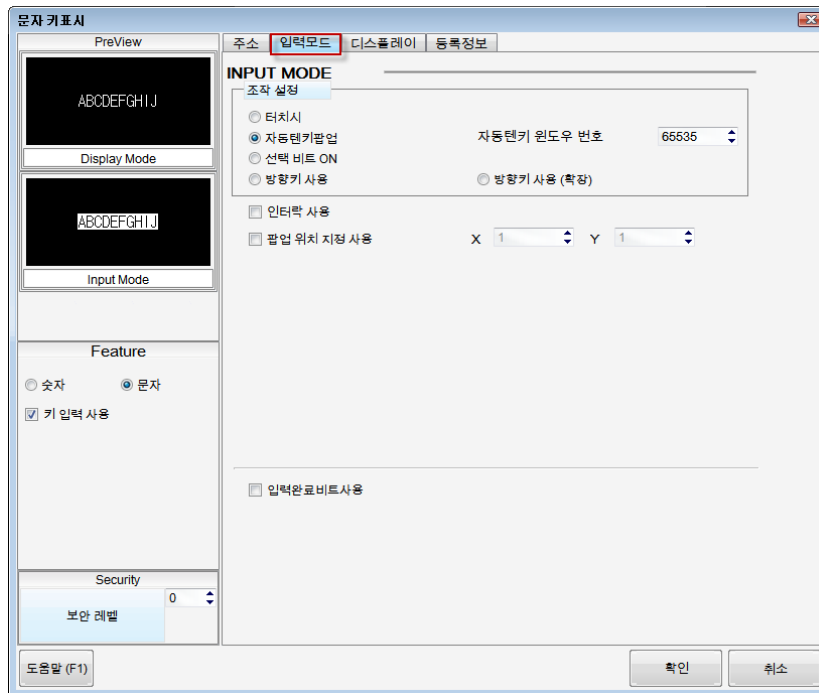 문자 키표시
PreView
ABCDEFGHIJ
Display Mode
ABCDEFGHIJ
Input Mode
Feature
숫자 문자
키 입력 사용
Security
0
보안 레벨
도움말 (F1)
주소 입력모드 디스플레이 등록정보
INPUT MODE
조작 설정
터치시
자동텐키팝업 자동텐키 윈도우 번호 65535
선택 비트 ON
방향키 사용 방향키 사용 (확장)
인터락 사용
팝업 위치 지정 사용 X 1 Y 1
입력완료비트사용
확인 취소